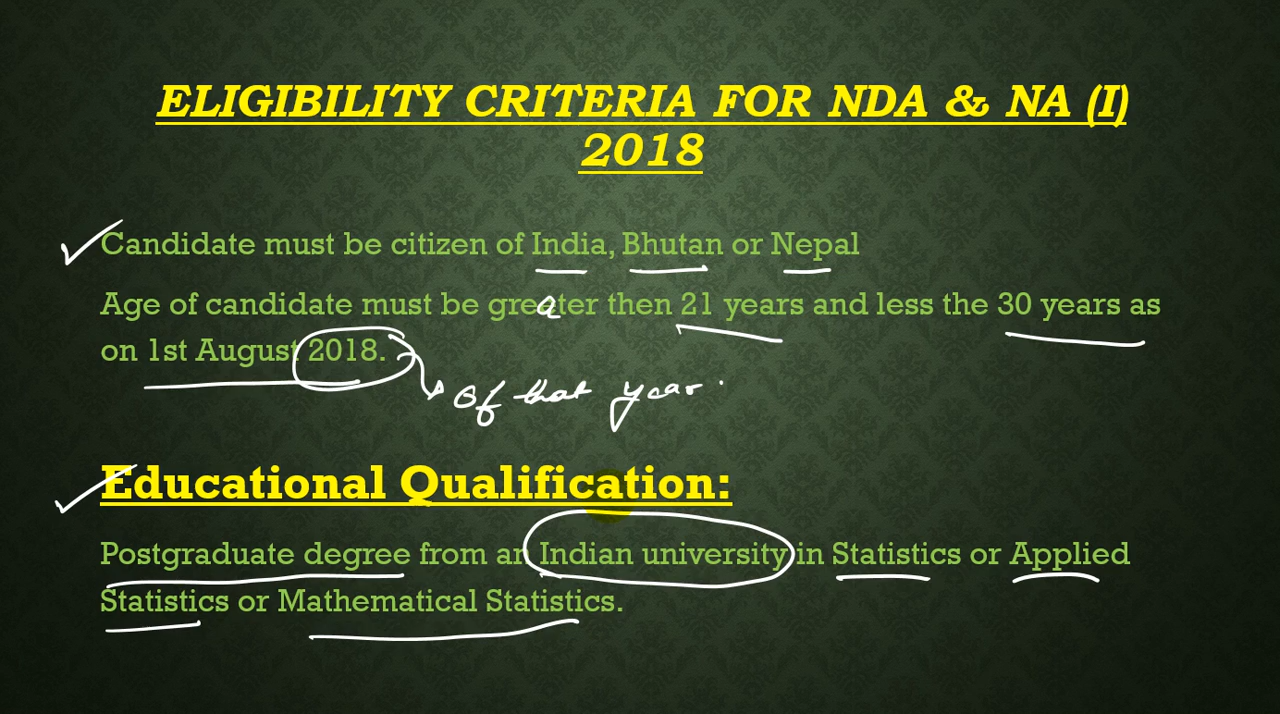 ELIGIBILITY CRITERIA FOR NDA & NA (I)
2018
Candidate must be citizen of India, Bhutan or Nepal
Age of candidate must be greater then 21 years and less the 30 years as
on 1st August 2018.
of that year.
Educational Qualification:
Postgraduate degree from an Indian university in Statistics or Applied
Statistics or Mathematical Statistics.